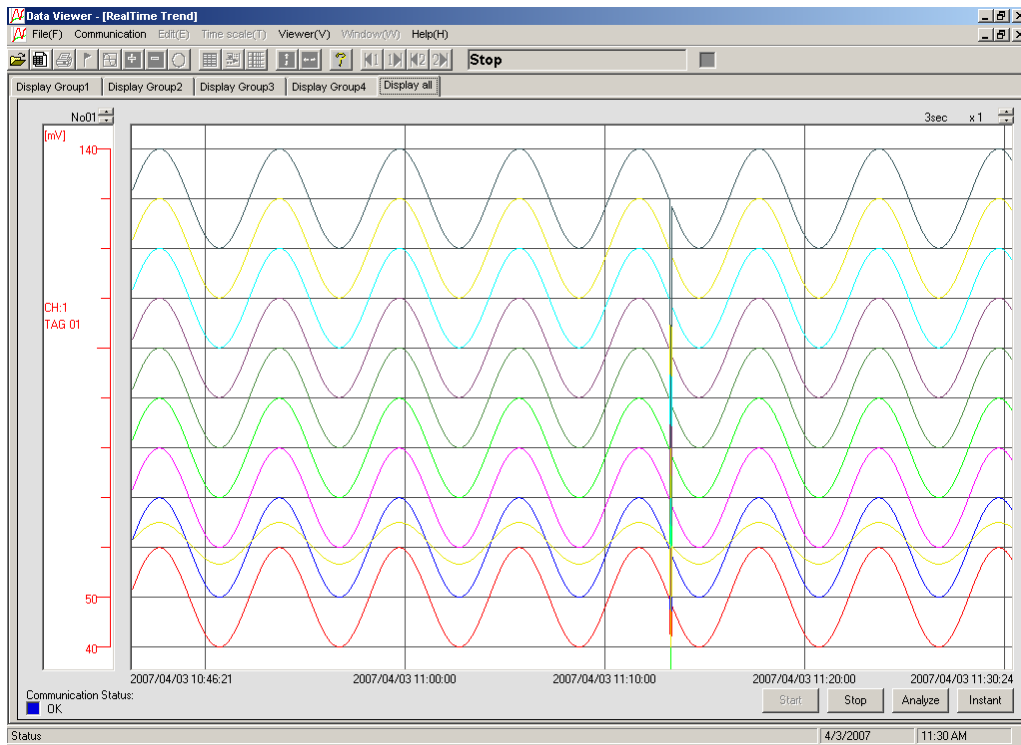 Data Viewer - [RealTime Trend]
File(F) Communication Edit(E) Time scale(T) Viewer(V) Window(W) Help(H)
1 1 2 2 Stop
Display Group1 Display Group2 Display Group3 Display Group4 Display all
No01 3sec x 1
[mV]
140
CH:1
TAG 01
50
40
2007/04/03 10:46:21 2007/04/03 11:00:00 2007/04/03 11:10:00 2007/04/03 11:20:00 2007/04/03 11:30:24
Communication Status:
OK Start Stop Analyze Instant
Status 4/3/2007 11:30 AM